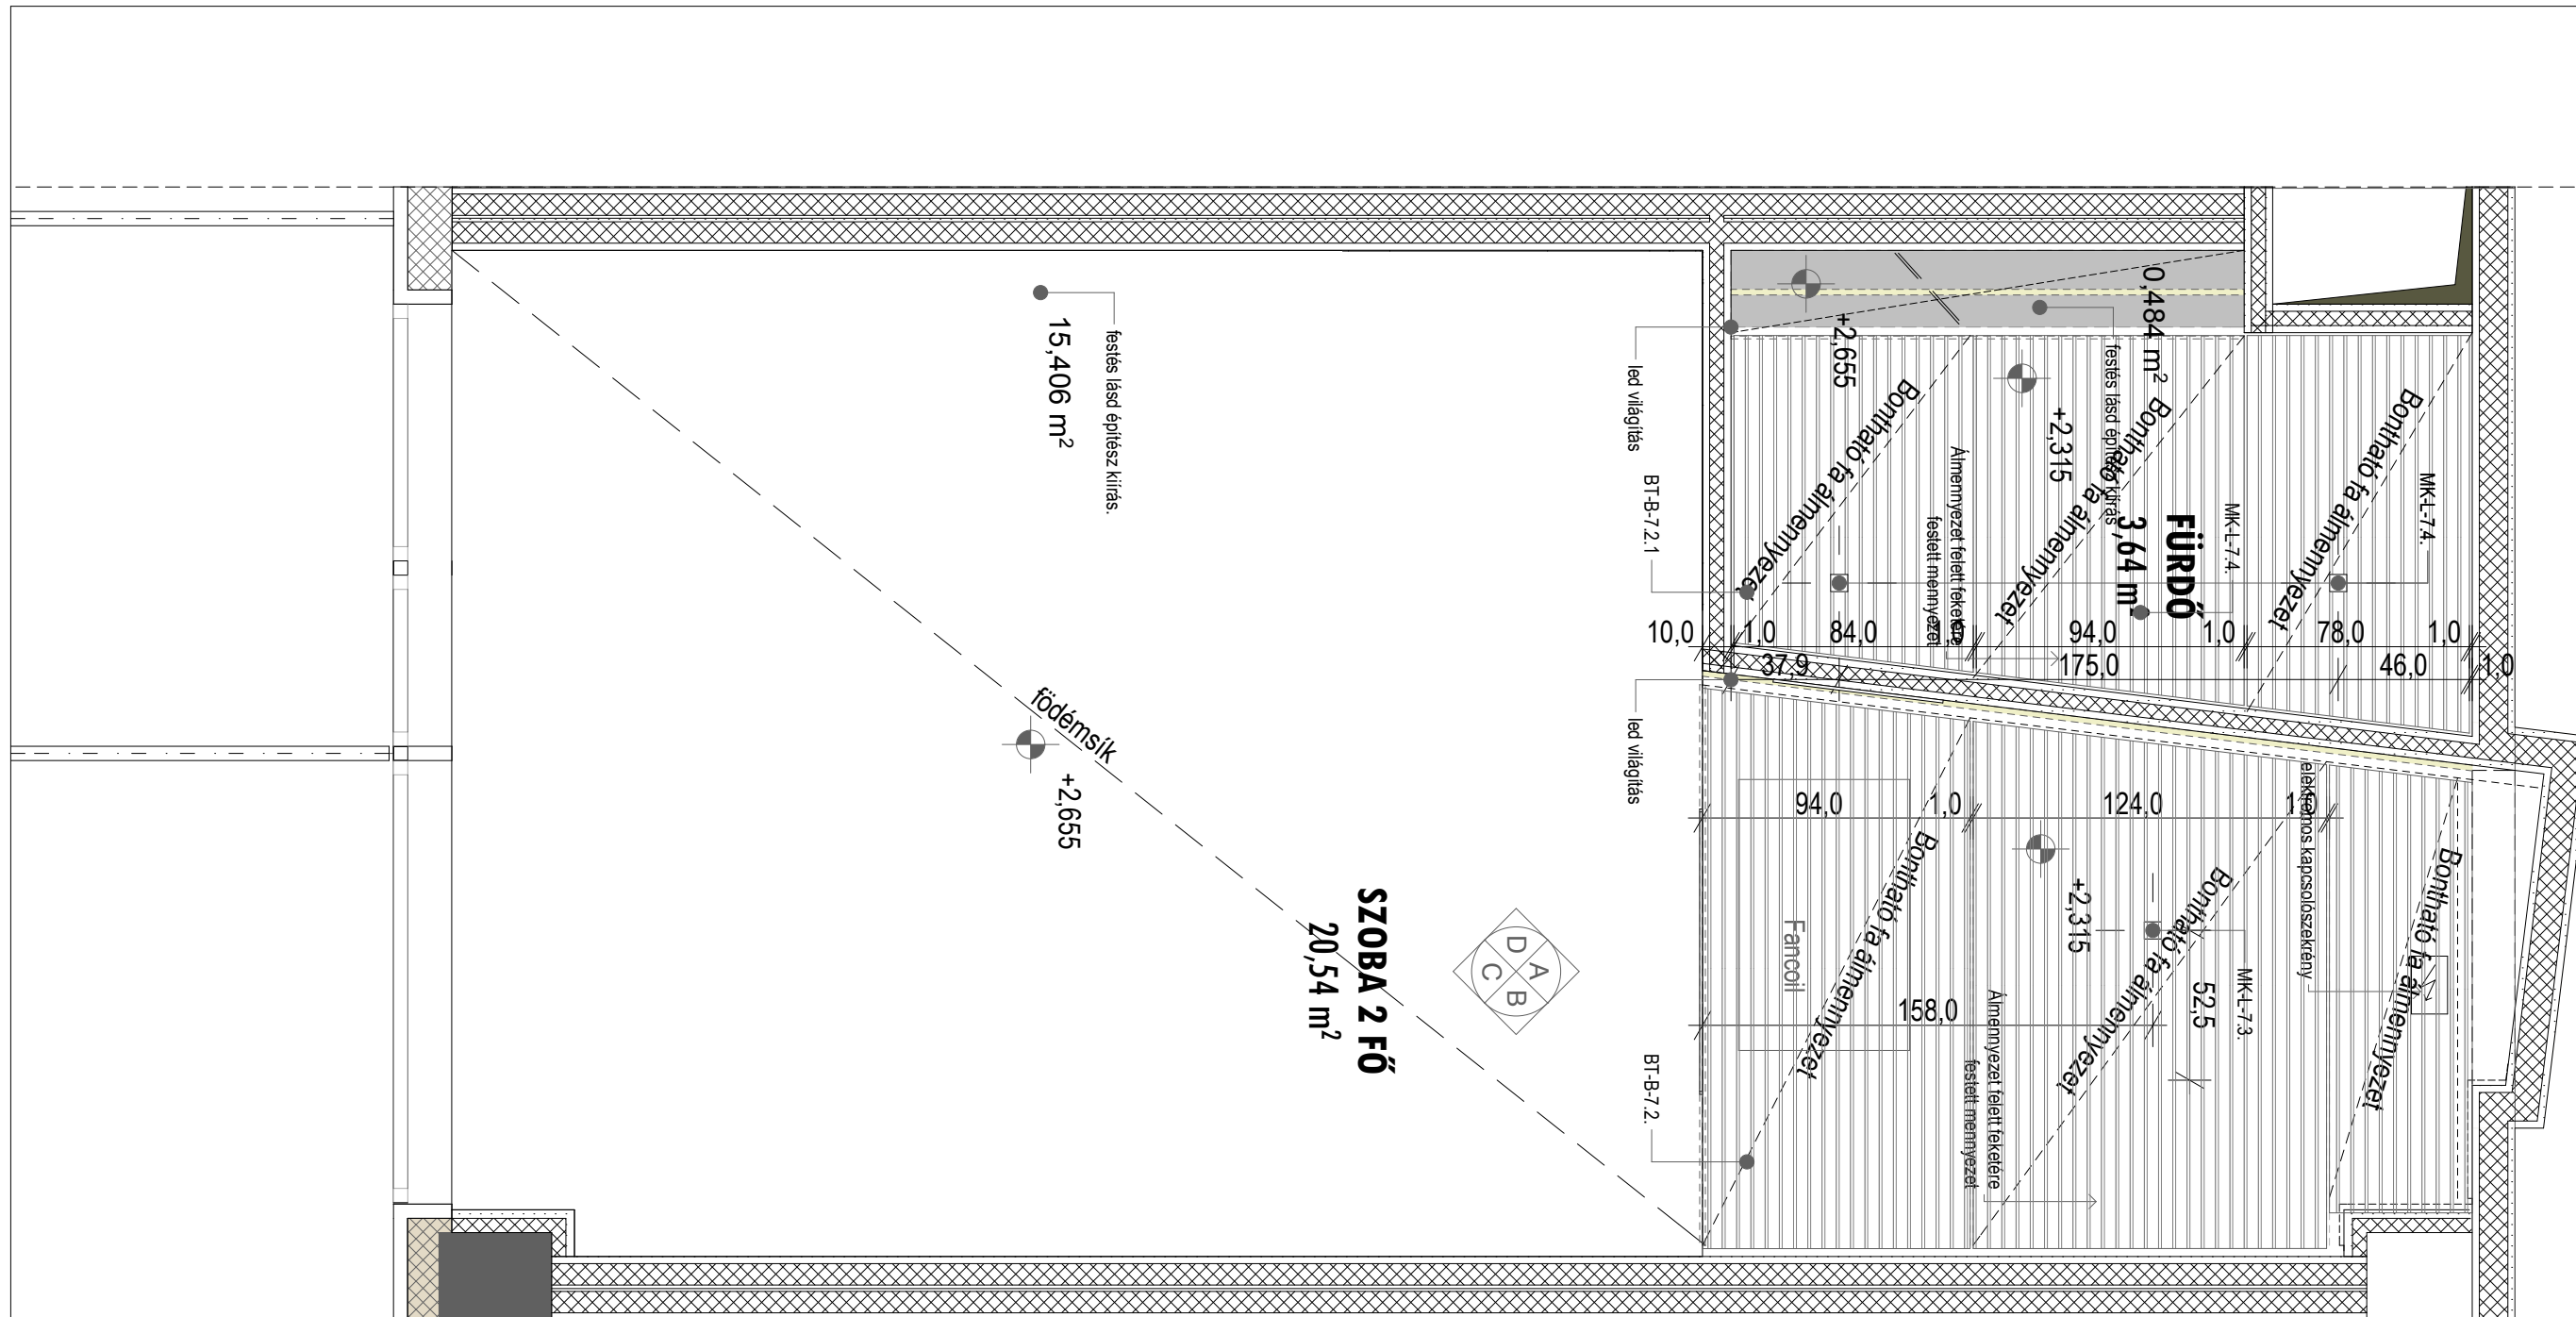 festés lásd építész kiírás.
15,406 m²
födémsík
+2,655
SZOBA 2 FŐ
20,54 m²
D
A
C
B
led világítás
BT-B-7.2.1
led világítás
BT-B-7.2.
+2,655
0,484 m²
festés lásd építész kiírás
+2,315
Bontható fa álmennyezet
Bontható fa álmennyezet
Bontható fa álmennyezet
Álmennyezet felett feketére
festett mennyezet
FÜRDŐ
3,64 m²
MK-L-7.4.
MK-L-7.4.
10,0
1,0
84,0
94,0
1,0
78,0
1,0
37,9
175,0
46,0
1,0
94,0
1,0
124,0
1,0
elektromos kapcsolószekrény
Fancoil
+2,315
158,0
52,5
MK-L-7.3.
Bontható fa álmennyezet
Bontható fa álmennyezet
Bontható fa álmennyezet
Álmennyezet felett feketére
festett mennyezet